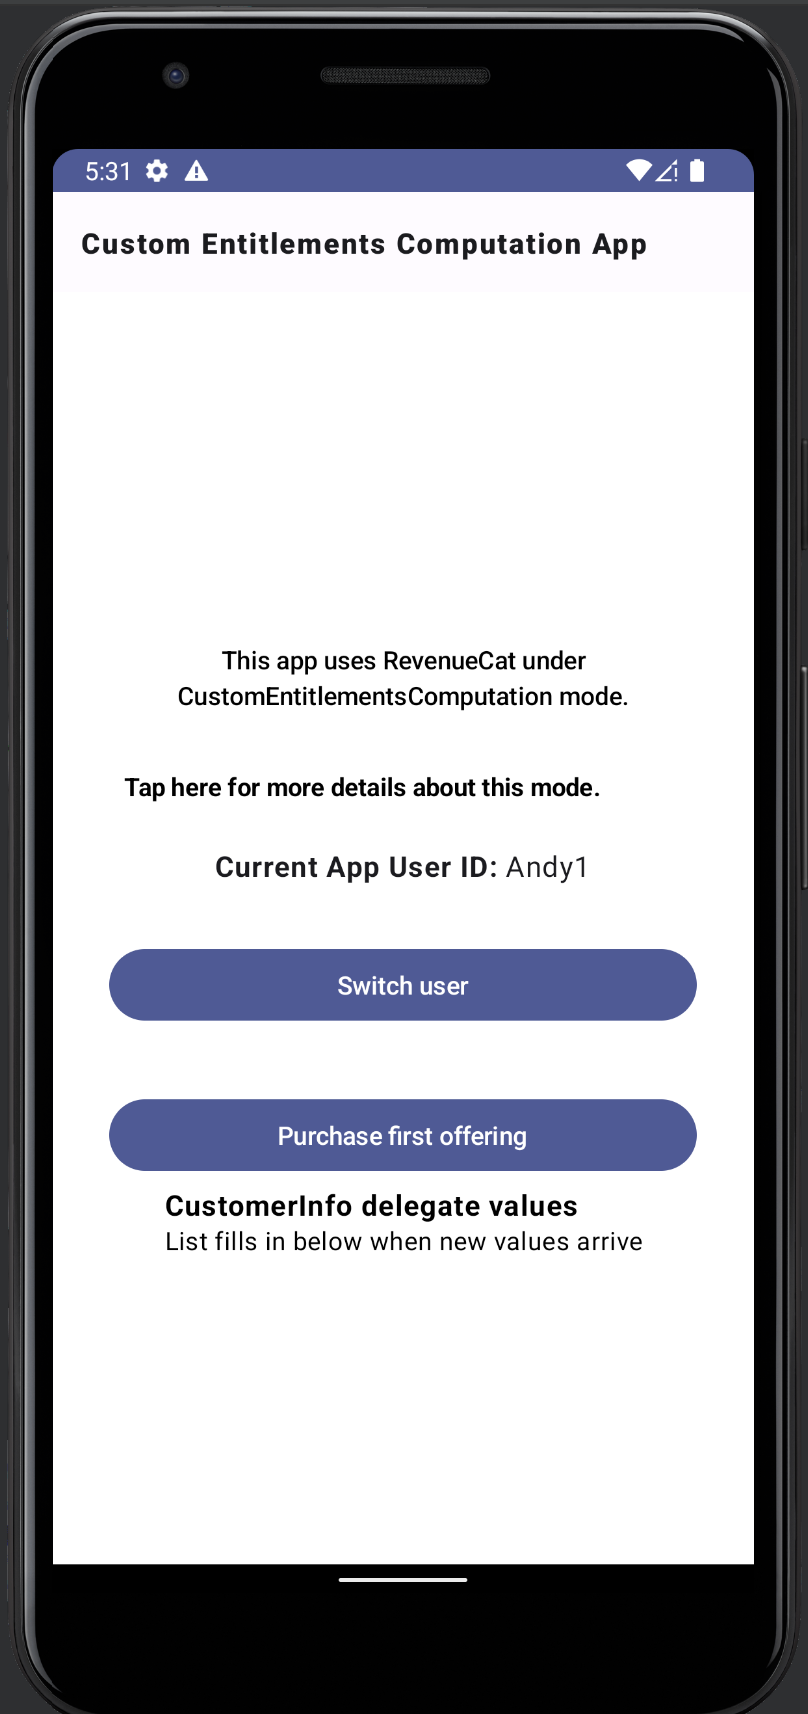 5:31
Custom Entitlements Computation App
This app uses RevenueCat under
CustomEntitlementsComputation mode.
Tap here for more details about this mode.
Current App User ID: Andy1
Switch user
Purchase first offering
CustomerInfo delegate values
List fills in below when new values arrive